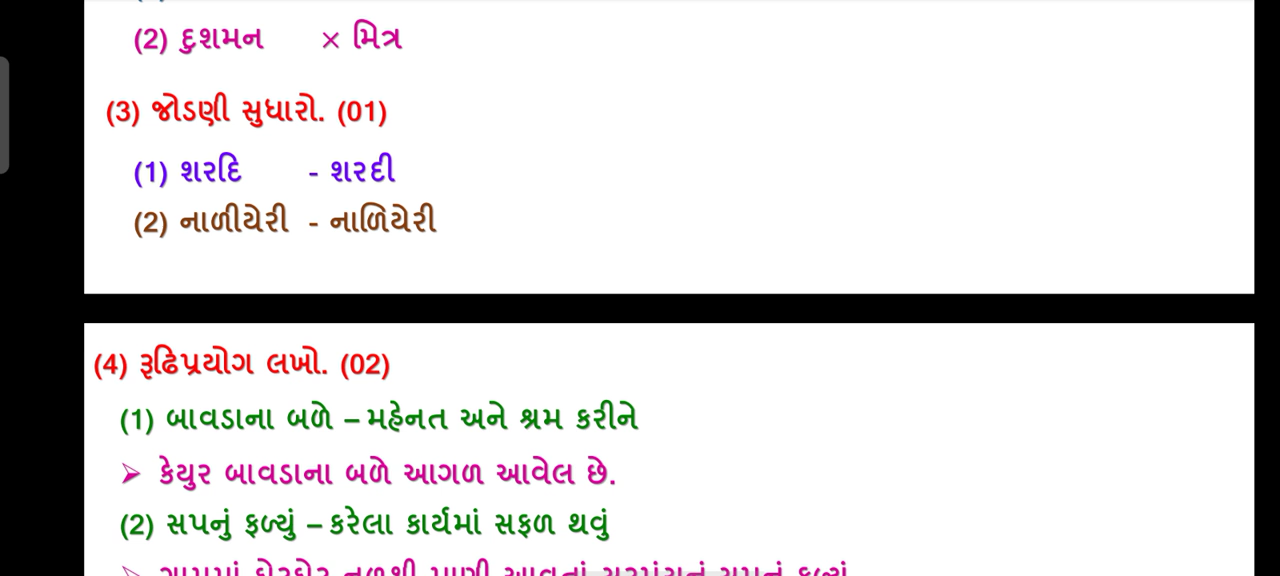 (2) દુશમન × મિત્ર
(3) જોડણી સુધારો. (01)
(1) શરદિ - શરદી
(2) નાળીયેરી - નાળિયેરી
(4) રૂઢિપ્રયોગ લખો. (02)
(1) બાવડાના બળે – મહેનત અને શ્રમ કરીને
➢ કેયુર બાવડાના બળે આગળ આવેલ છે.
(2) સપનું ફળ્યું – કરેલા કાર્યમાં સફળ થવું